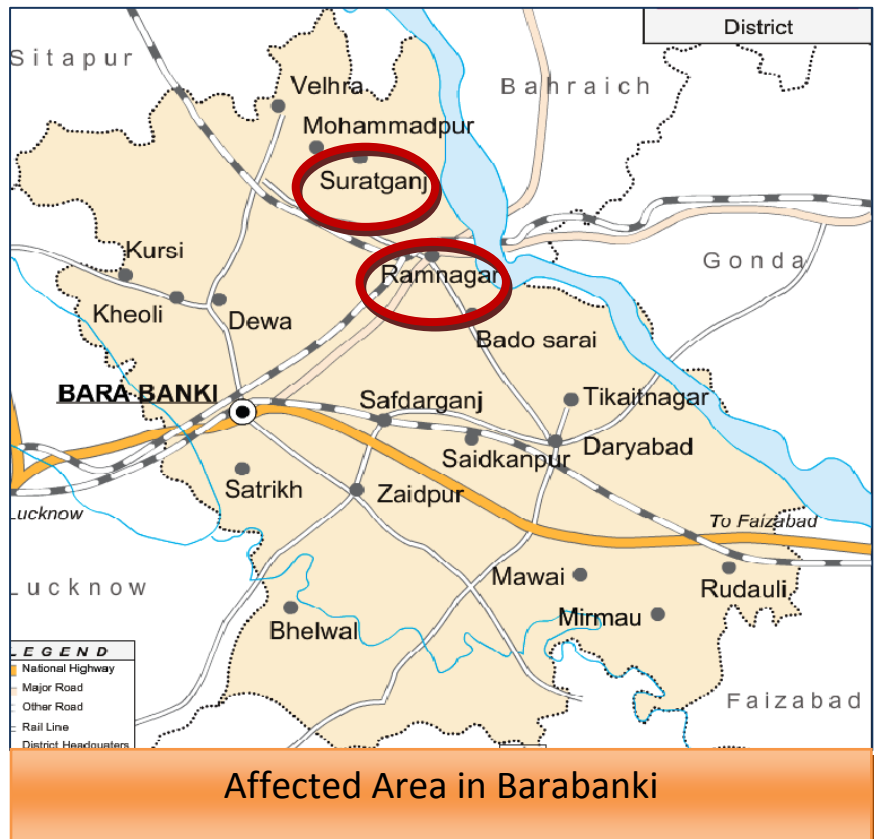 District
Sitapur
Bahraich
Velhra
Mohammadpur
Suratganj
Kursi
Ramnagar
Gonda
Kheoli
Dewa
Bado sarai
BARA BANKI
Safdarganj
Tikaitnagar
Saidkanpur
Daryabad
Satrikh
Zaidpur
Lucknow
To Faizabad
Lucknow
Mawai
Rudauli
Bhelwal
Mirmau
LEGEND
National Highway
Major Road
Other Road
Rail Line
District Headquaters
Faizabad
Affected Area in Barabanki